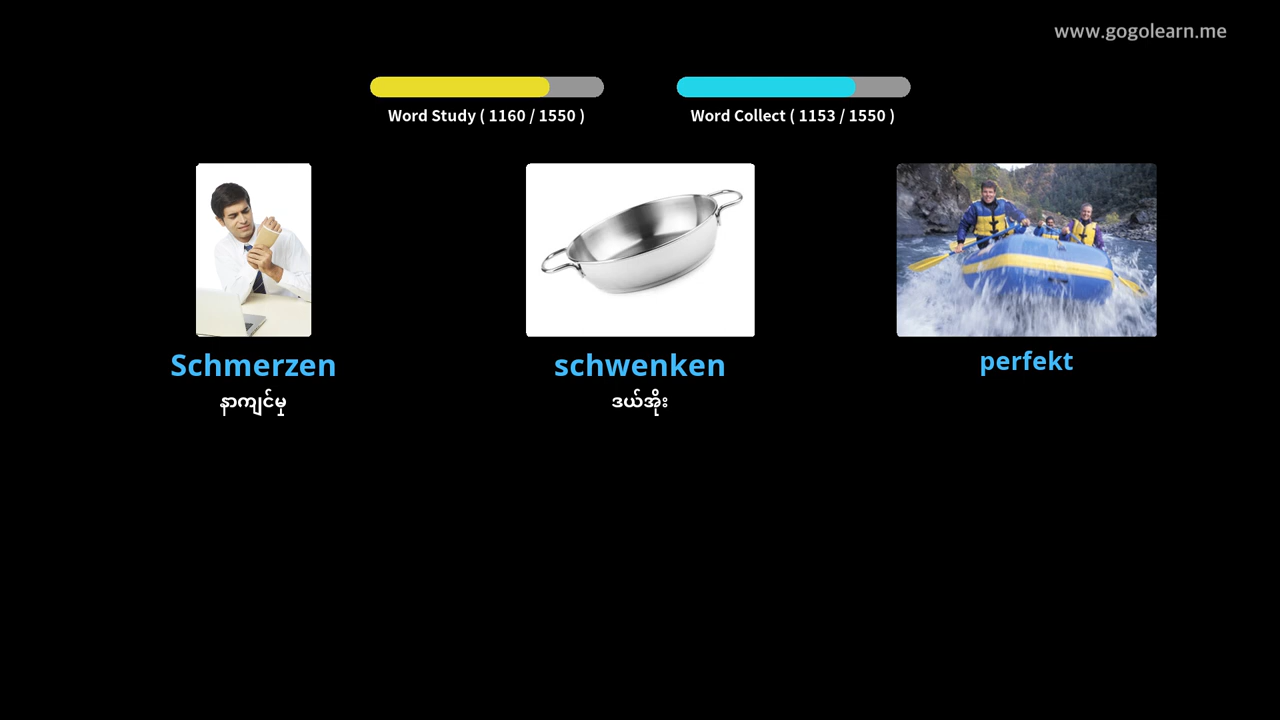 www.gogolearn.me
Word Study ( 1160 / 1550 )
Word Collect ( 1153 / 1550 )
Schmerzen
နာကျင်မှု
schwenken
ဒယ်အိုး
perfekt